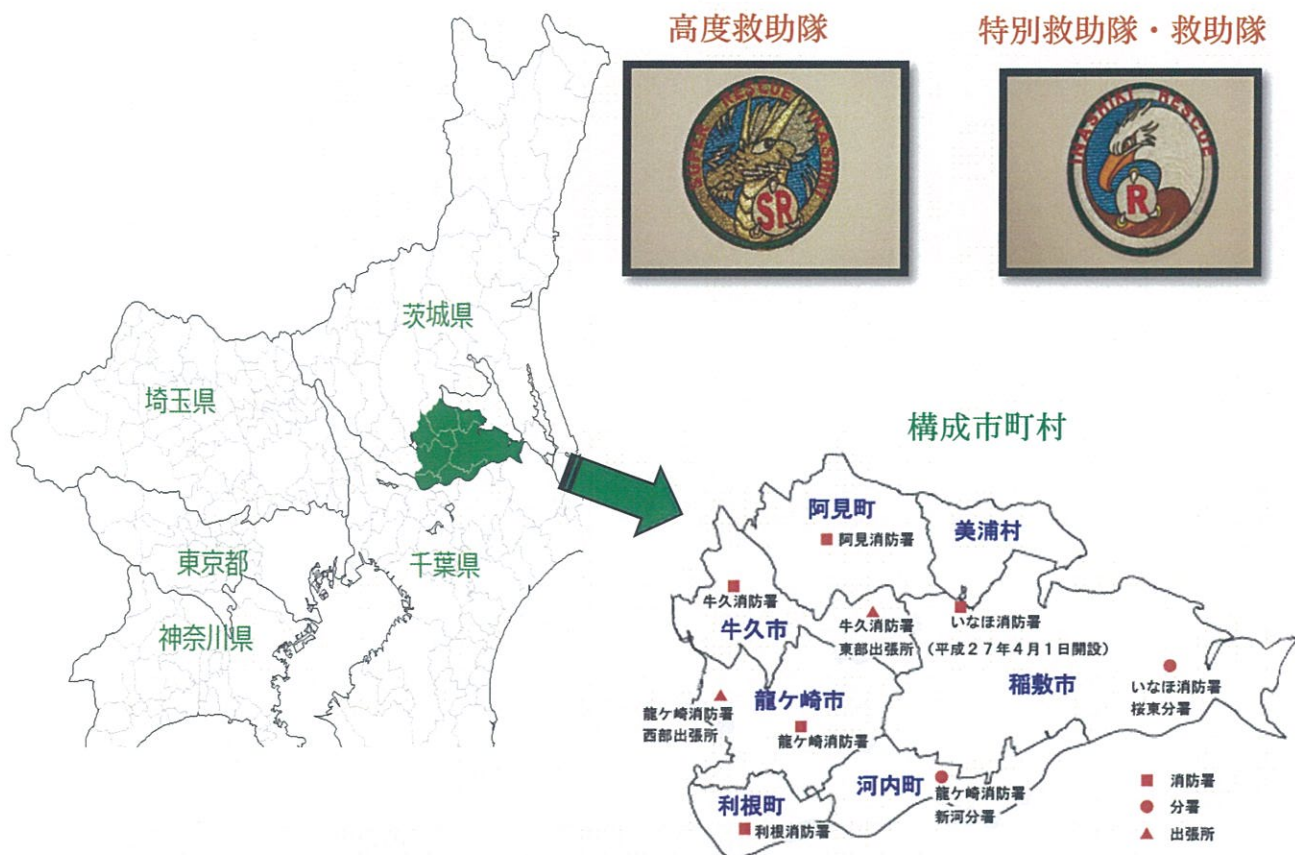 高度救助隊
特別救助隊・救助隊
SUPER RESCUE INASHIKI
SR
INASHIKI RESCUE
R
茨城県
埼玉県
東京都
千葉県
神奈川県
構成市町村
阿見町
阿見消防署
美浦村
牛久消防署
牛久市
牛久消防署
東部出張所
いなほ消防署
(平成27年4月1日開設)
稲敷市
いなほ消防署
桜東分署
龍ケ崎消防署
西部出張所
龍ケ崎市
龍ケ崎消防署
河内町
龍ケ崎消防署
新河分署
利根町
利根消防署
消防署
分署
出張所